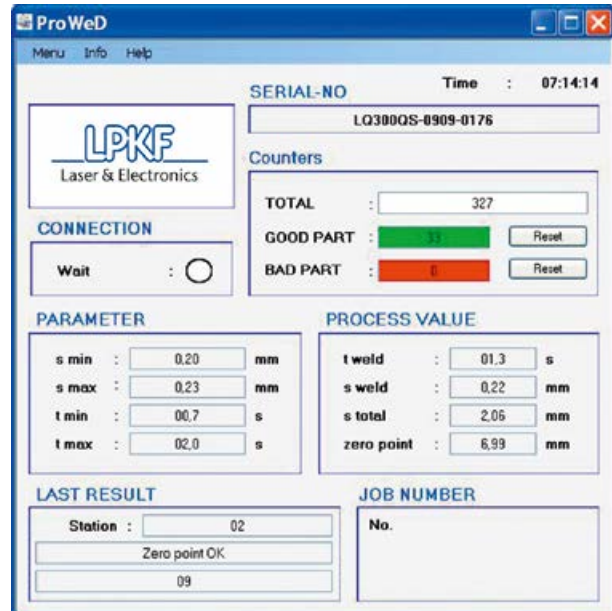 ProWeD
Menu Info Help
Time : 07:14:14
SERIAL-NO
LQ300QS-0909-0176
LPKF
Laser & Electronics
Counters
TOTAL : 327
GOOD PART : 33 Reset
BAD PART : 0 Reset
CONNECTION
Wait :
PARAMETER
s min : 0,20 mm
s max : 0,23 mm
t min : 00,7 s
t max : 02,0 s
PROCESS VALUE
t weld : 01,3 s
s weld : 0,22 mm
s total : 2,06 mm
zero point : 6,99 mm
LAST RESULT
Station : 02
Zero point OK
09
JOB NUMBER
No.